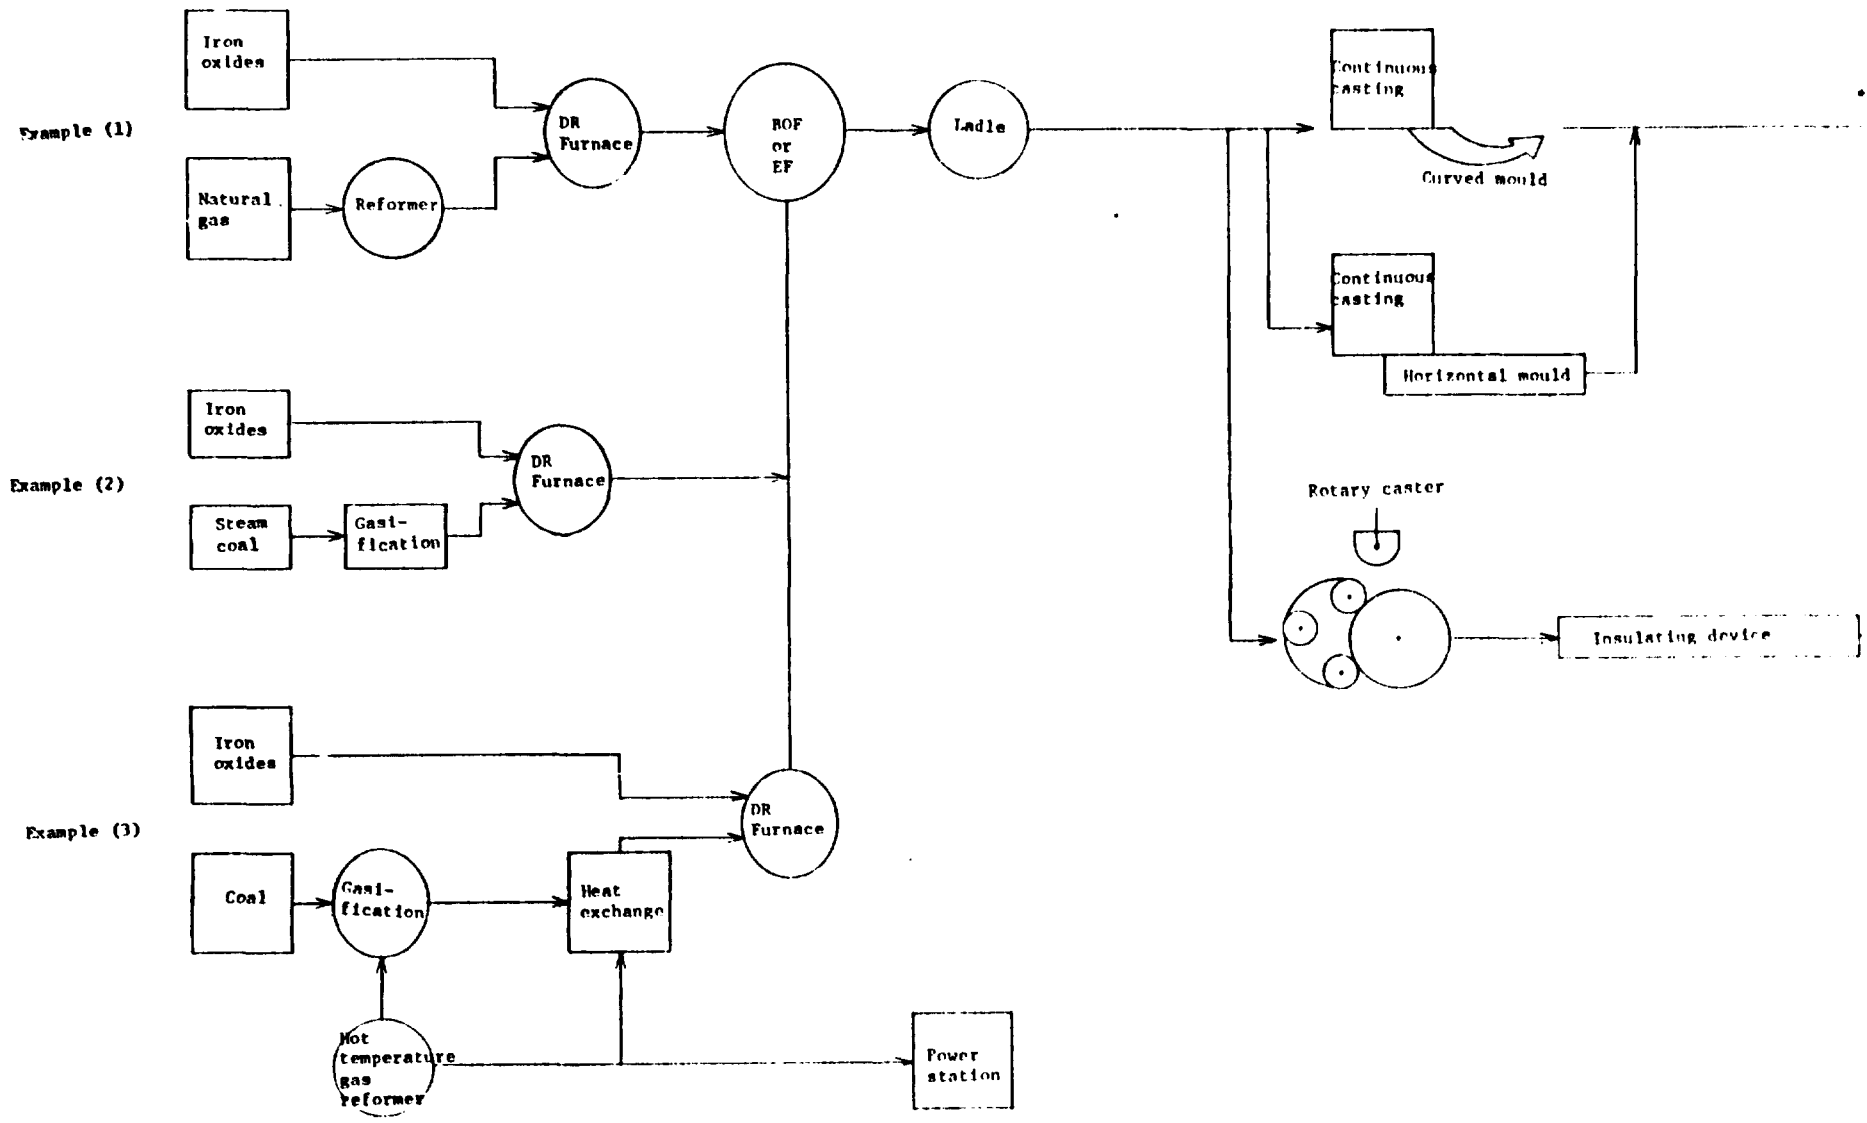 Iron
oxides
Example (1)
Natural
gas
Reformer
DR
Furnace
BOF
or
EF
Ladle
Continuous
casting
Curved mould
Continuous
casting
Horizontal mould
Iron
oxides
Example (2)
Steam
coal
Gasi-
fication
DR
Furnace
Rotary caster
Insulating device
Iron
oxides
Example (3)
DR
Furnace
Coal
Gasi-
fication
Heat
exchange
Hot
temperature
gas
reformer
Power
station